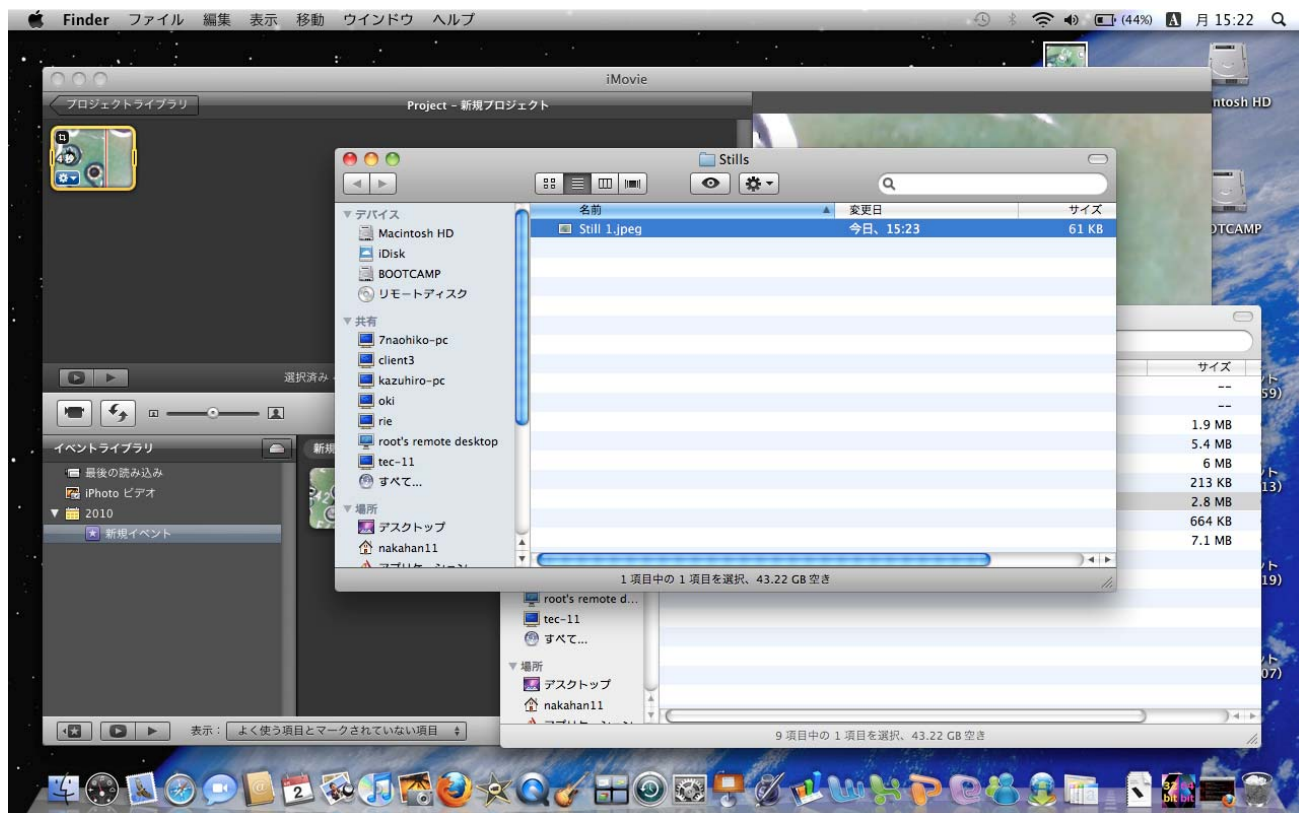 Finder ファイル 編集 表示 移動 ウインドウ ヘルプ
(44%) A 月 15:22
iMovie
プロジェクトライブラリ
Project - 新規プロジェクト
選択済み
イベントライブラリ
最後の読み込み
iPhoto ビデオ
2010
新規イベント
表示： よく使う項目とマークされていない項目
Stills
名前 変更日 サイズ
Still 1.jpeg 今日、15:23 61 KB
デバイス
Macintosh HD
iDisk
BOOTCAMP
リモートディスク
共有
7naohiko-pc
client3
kazuhiro-pc
oki
rie
root's remote desktop
tec-11
すべて...
場所
デスクトップ
nakahan11
1 項目中の 1 項目を選択、43.22 GB 空き
サイズ
--
--
1.9 MB
5.4 MB
6 MB
213 KB
2.8 MB
664 KB
7.1 MB
root's remote d...
tec-11
すべて...
場所
デスクトップ
nakahan11
9 項目中の 1 項目を選択、43.22 GB 空き
ntosh HD
OTCAMP
59)
13)
19)
07)
2